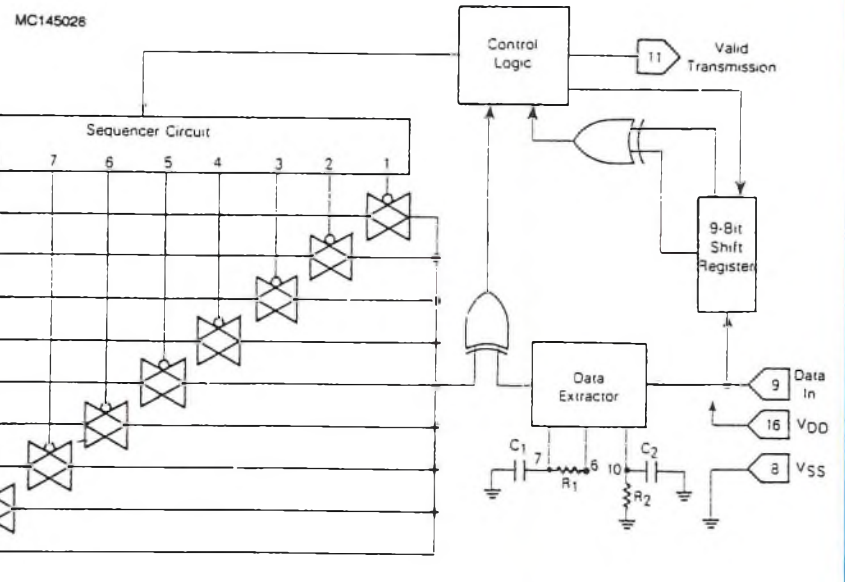 MC145028
Control
Logic
11
Valid
Transmission
Sequencer Circuit
7 6 5 4 3 2 1
9-Bit
Shift
Register
Data
Extractor
9
Data
In
16
VDD
8
VSS
C1
7
R1
6
10
C2
R2